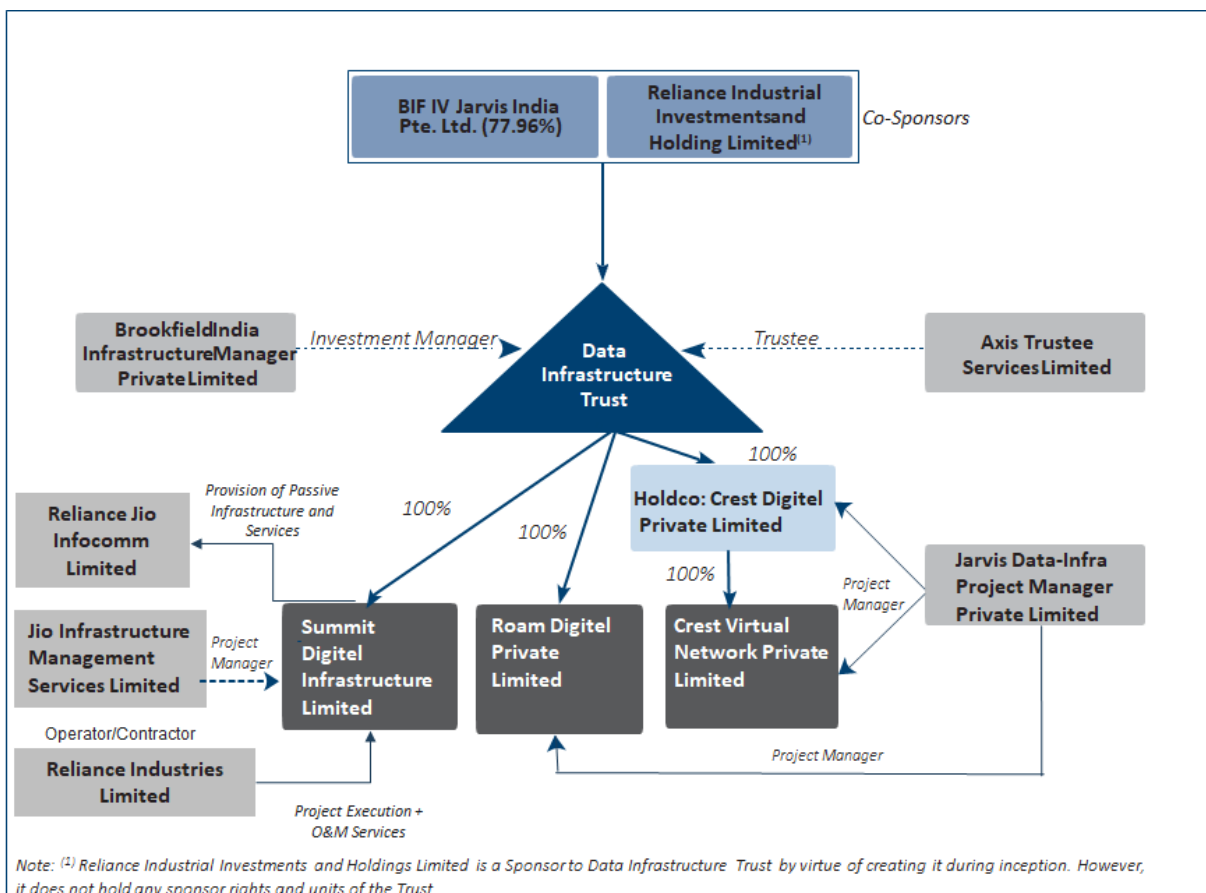 BIF IV Jarvis India
Pte. Ltd. (77.96%)
Reliance Industrial
Investmentsand
Holding Limited(1)
Co-Sponsors
BrookfieldIndia
InfrastructureManager
PrivateLimited
Investment Manager
Data
Infrastructure
Trust
Trustee
Axis Trustee
ServicesLimited
100%
100%
100%
Provision of Passive
Infrastructure and
Services
Reliance Jio
Infocomm
Limited
Holdco: Crest Digitel
Private Limited
100%
Project
Manager
Jarvis Data-Infra
Project Manager
Private Limited
Jio Infrastructure
Management
Services Limited
Project
Manager
Summit
Digitel
Infrastructure
Limited
Roam Digitel
Private
Limited
Crest Virtual
Network Private
Limited
Operator/Contractor
Reliance Industries
Limited
Project Manager
Project Execution +
O&M Services
Note: (1) Reliance Industrial Investments and Holdings Limited is a Sponsor to Data Infrastructure Trust by virtue of creating it during inception. However,
it does not hold any sponsor rights and units of the Trust